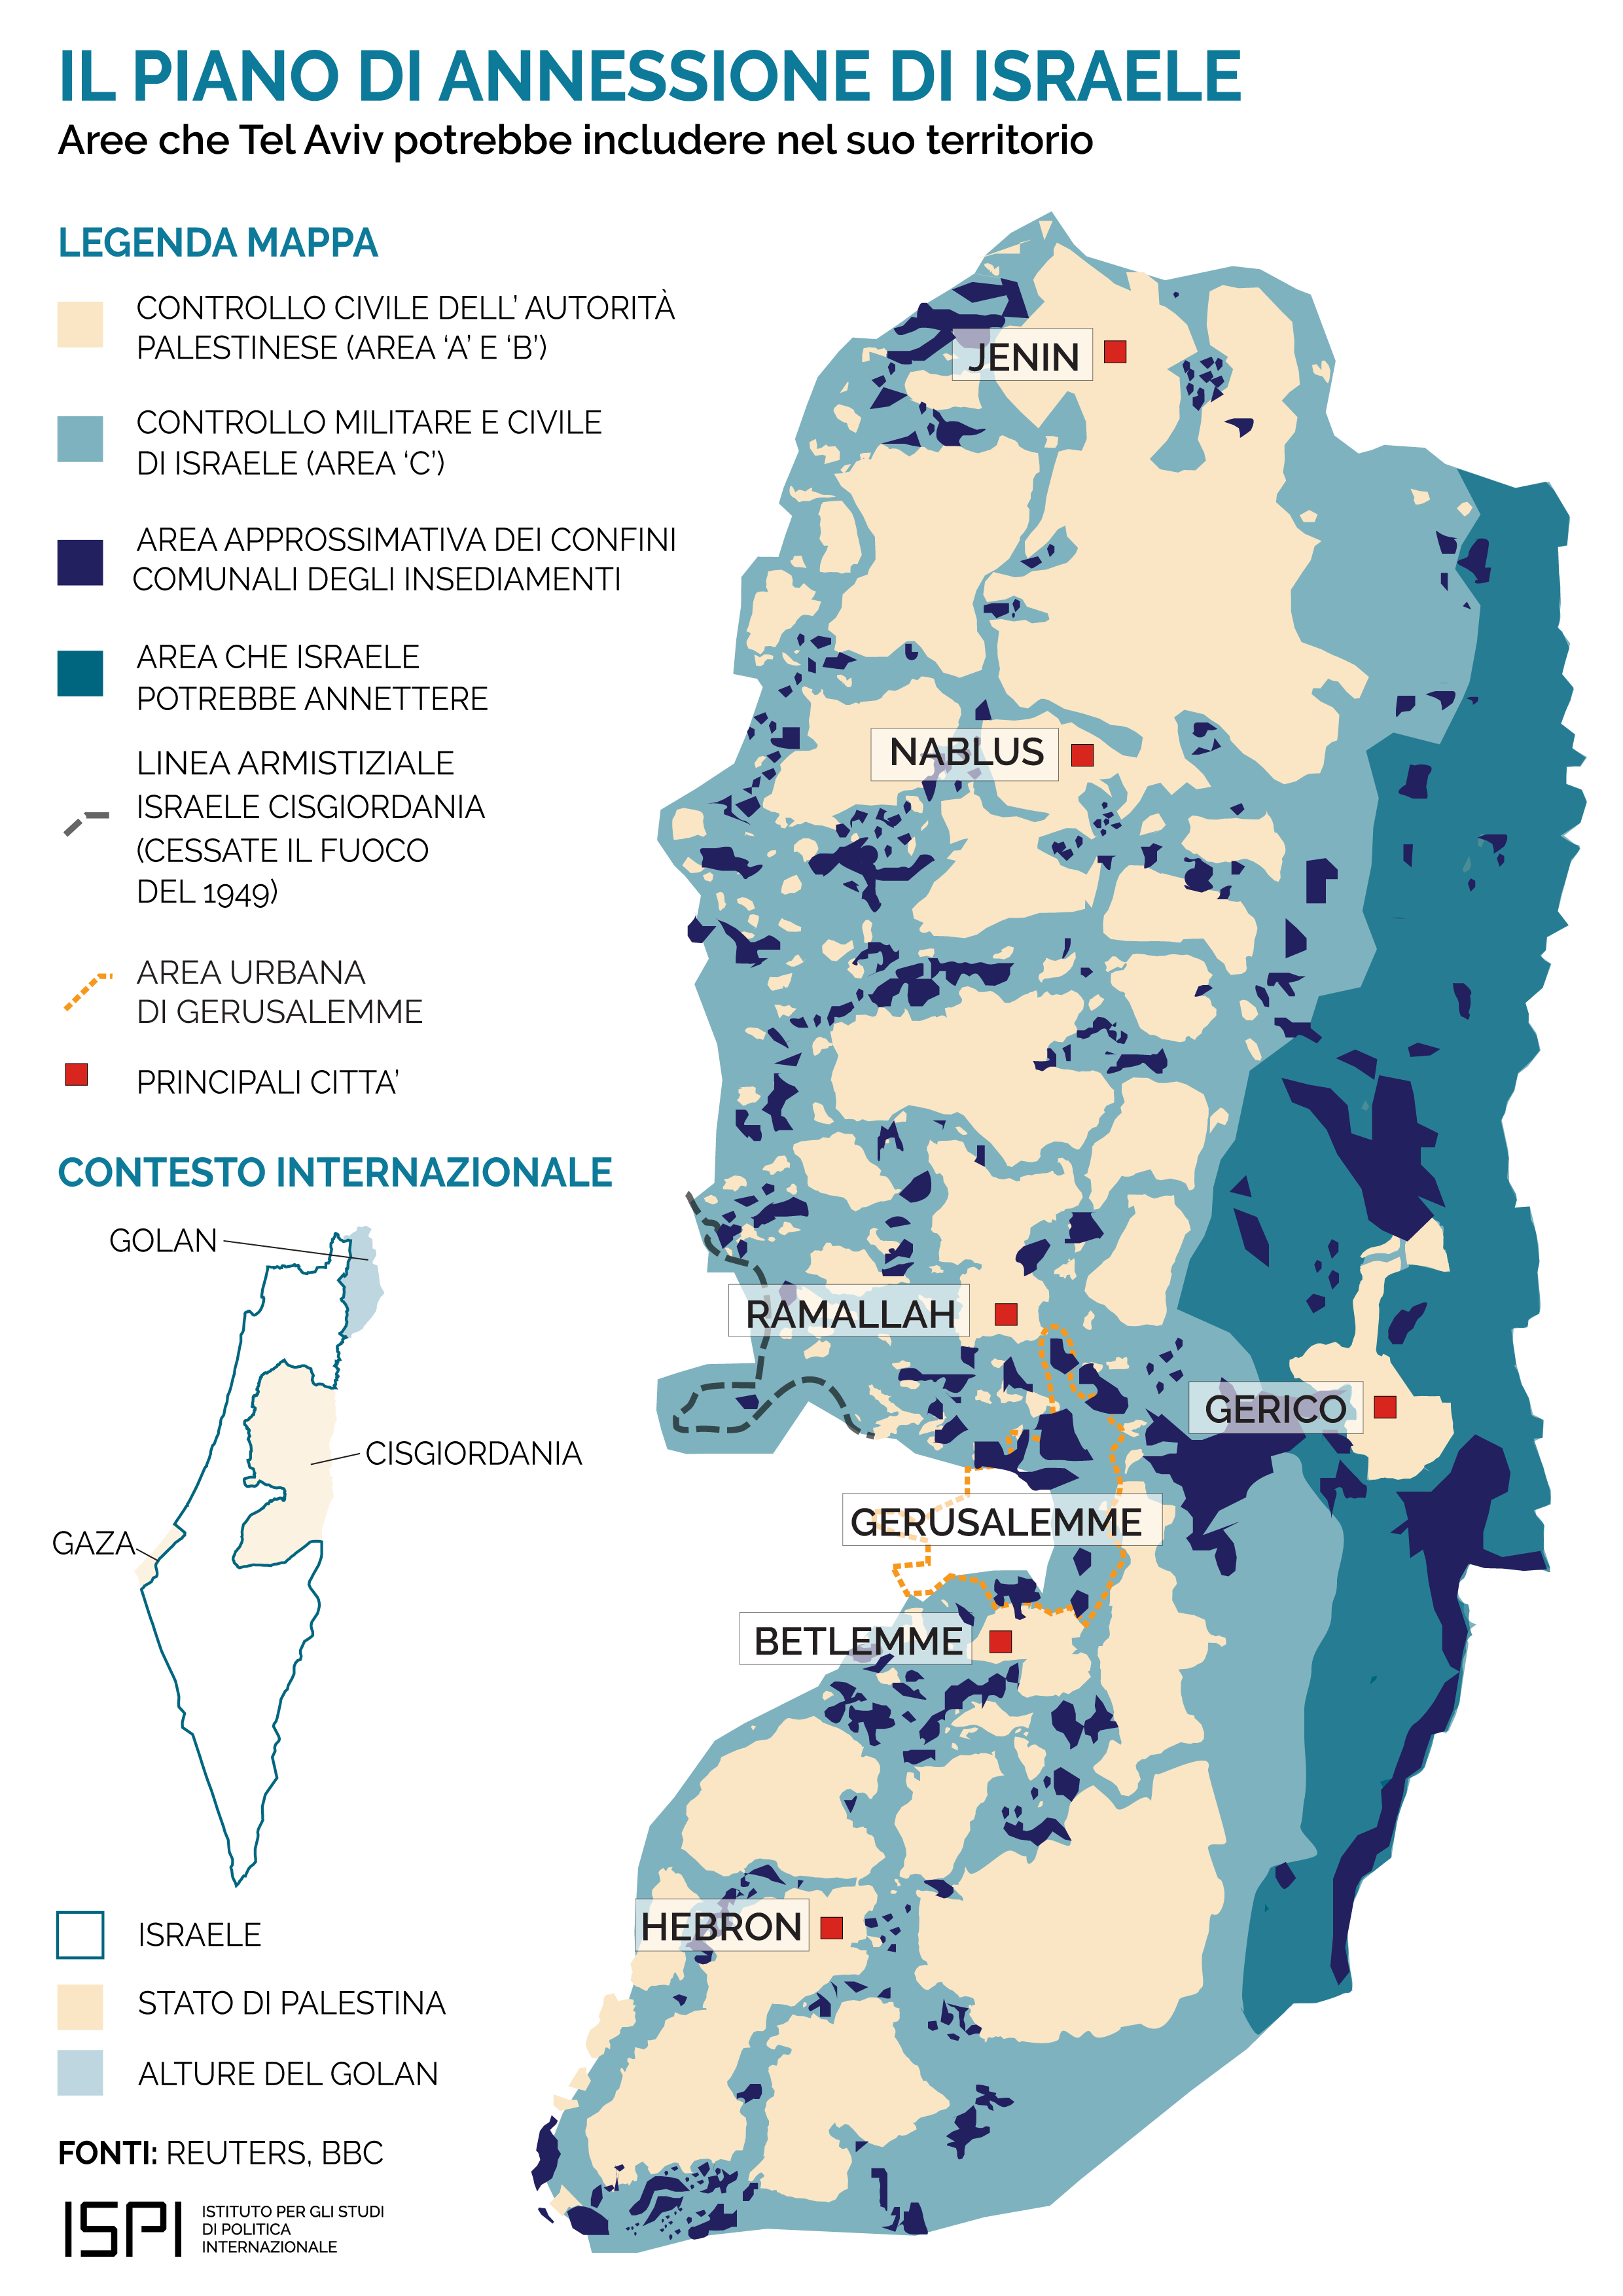 IL PIANO DI ANNESSIONE DI ISRAELE
Aree che Tel Aviv potrebbe includere nel suo territorio
LEGENDA MAPPA
CONTROLLO CIVILE DELL' AUTORITÀ
PALESTINESE (AREA ‘A’ E ‘B’)
CONTROLLO MILITARE E CIVILE
DI ISRAELE (AREA ‘C’)
AREA APPROSSIMATIVA DEI CONFINI
COMUNALI DEGLI INSEDIAMENTI
AREA CHE ISRAELE
POTREBBE ANNETTERE
LINEA ARMISTIZIALE
ISRAELE CISGIORDANIA
(CESSATE IL FUOCO
DEL 1949)
AREA URBANA
DI GERUSALEMME
PRINCIPALI CITTA’
JENIN
NABLUS
RAMALLAH
GERICO
GERUSALEMME
BETLEMME
HEBRON
CONTESTO INTERNAZIONALE
GOLAN
CISGIORDANIA
GAZA
ISRAELE
STATO DI PALESTINA
ALTURE DEL GOLAN
FONTI: REUTERS, BBC
ISPI
ISTITUTO PER GLI STUDI
DI POLITICA
INTERNAZIONALE